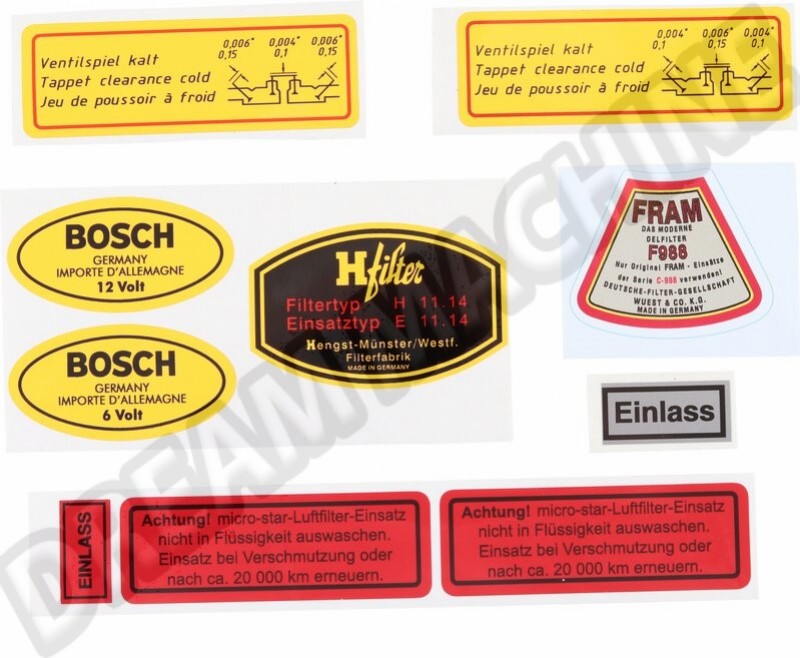 0,006" 0,004" 0,006"
0,15 0,1 0,15
Ventilspiel kalt
Tappet clearance cold
Jeu de poussoir à froid
0,004" 0,006" 0,004"
0,1 0,15 0,1
Ventilspiel kalt
Tappet clearance cold
Jeu de poussoir à froid
BOSCH
GERMANY
IMPORTE D'ALLEMAGNE
12 Volt
BOSCH
GERMANY
IMPORTE D'ALLEMAGNE
6 Volt
Hfilter
Filtertyp H 11.14
Einsatztyp E 11.14
Hengst-Münster/Westf.
Filterfabrik
MADE IN GERMANY
FRAM
DAS MODERNE
OELFILTER
F988
Nur Original FRAM - Einsätze
der Serie C-988 verwenden!
DEUTSCHE-FILTER-GESELLSCHAFT
WUEST & CO. K.G.
MADE IN GERMANY
Einlass
EINLASS
Achtung! micro-star-Luftfilter-Einsatz
nicht in Flüssigkeit auswaschen.
Einsatz bei Verschmutzung oder
nach ca. 20 000 km erneuern.
Achtung! micro-star-Luftfilter-Einsatz
nicht in Flüssigkeit auswaschen.
Einsatz bei Verschmutzung oder
nach ca. 20 000 km erneuern.
DREAM MACHINE